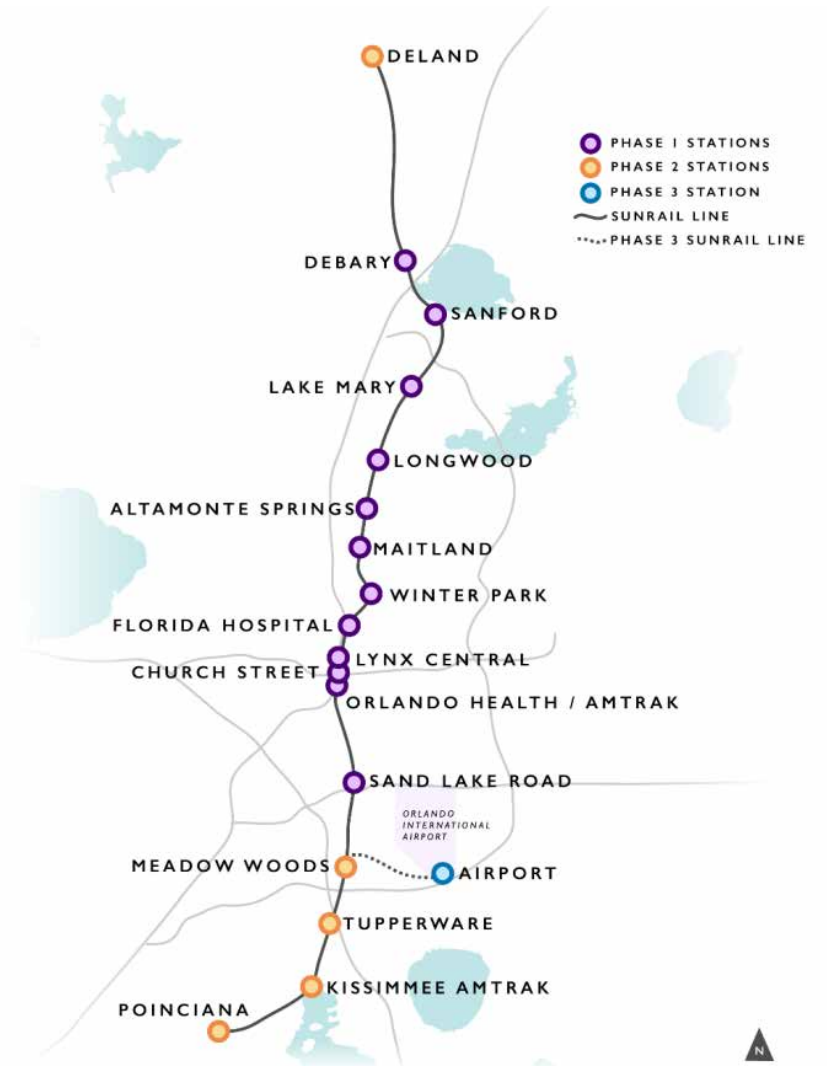 DELAND
PHASE 1 STATIONS
PHASE 2 STATIONS
PHASE 3 STATION
SUNRAIL LINE
PHASE 3 SUNRAIL LINE
DEBARY
SANFORD
LAKE MARY
LONGWOOD
ALTAMONTE SPRINGS
MAITLAND
WINTER PARK
FLORIDA HOSPITAL
LYNX CENTRAL
CHURCH STREET
ORLANDO HEALTH / AMTRAK
SAND LAKE ROAD
ORLANDO
INTERNATIONAL
AIRPORT
MEADOW WOODS
AIRPORT
TUPPERWARE
KISSIMMEE AMTRAK
POINCIANA
N